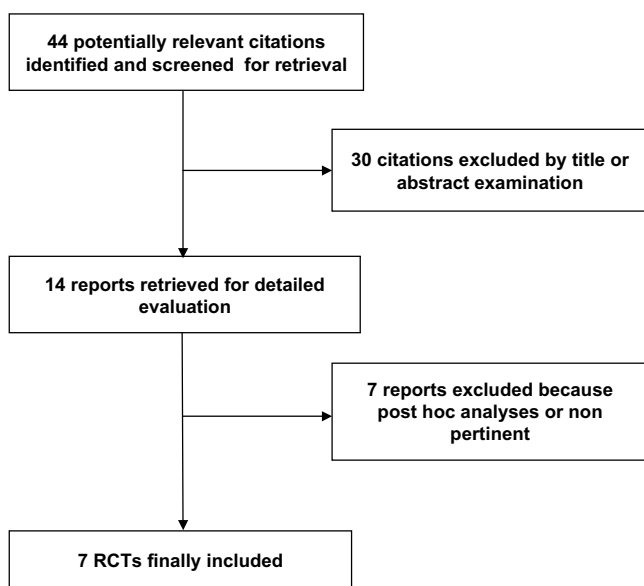 44 potentially relevant citations
identified and screened for retrieval
30 citations excluded by title or
abstract examination
14 reports retrieved for detailed
evaluation
7 reports excluded because
post hoc analyses or non
pertinent
7 RCTs finally included